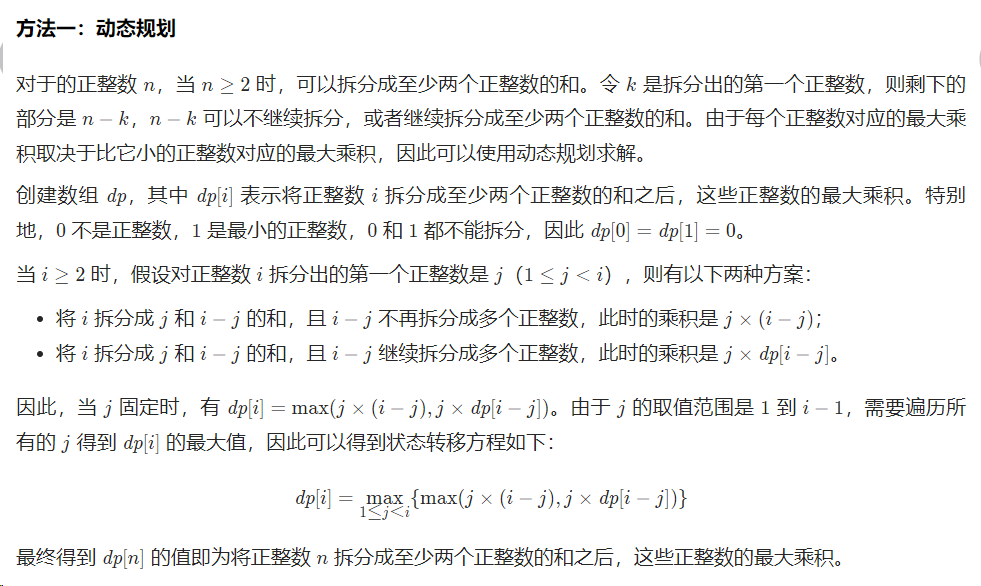 方法一：动态规划
对于的正整数 n，当 n ≥ 2 时，可以拆分成至少两个正整数的和。令 k 是拆分出的第一个正整数，则剩下的
部分是 n − k，n − k 可以不继续拆分，或者继续拆分成至少两个正整数的和。由于每个正整数对应的最大乘
积取决于比它小的正整数对应的最大乘积，因此可以使用动态规划求解。
创建数组 dp，其中 dp[i] 表示将正整数 i 拆分成至少两个正整数的和之后，这些正整数的最大乘积。特别
地，0 不是正整数，1 是最小的正整数，0 和 1 都不能拆分，因此 dp[0] = dp[1] = 0。
当 i ≥ 2 时，假设对正整数 i 拆分出的第一个正整数是 j（1 ≤ j < i），则有以下两种方案：
• 将 i 拆分成 j 和 i − j 的和，且 i − j 不再拆分成多个正整数，此时的乘积是 j × (i − j)；
• 将 i 拆分成 j 和 i − j 的和，且 i − j 继续拆分成多个正整数，此时的乘积是 j × dp[i − j]。
因此，当 j 固定时，有 dp[i] = max(j × (i − j), j × dp[i − j])。由于 j 的取值范围是 1 到 i − 1，需要遍历所
有的 j 得到 dp[i] 的最大值，因此可以得到状态转移方程如下：
dp[i] = max{max(j × (i − j), j × dp[i − j])}
1≤j<i
最终得到 dp[n] 的值即为将正整数 n 拆分成至少两个正整数的和之后，这些正整数的最大乘积。